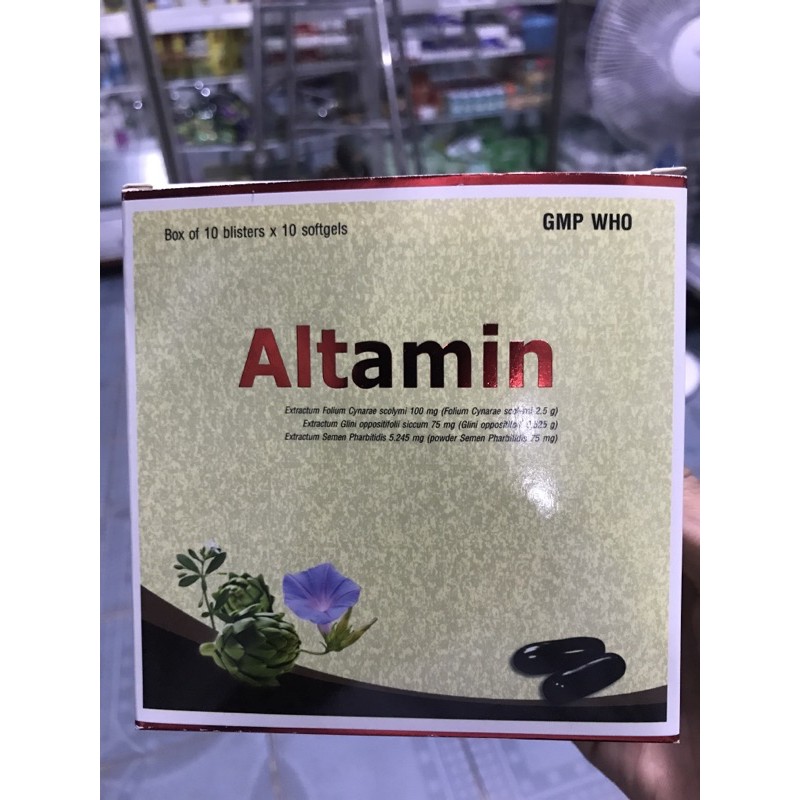 Box of 10 blisters x 10 softgels
GMP WHO
Altamin
Extractum Folium Cynarae scolymi 100 mg (Folium Cynarae scolymi 2.5 g)
Extractum Glini oppositifolii siccum 75 mg (Glini oppositifolii 0.525 g)
Extractum Semen Pharbitidis 5.245 mg (powder Semen Pharbitidis 75 mg)